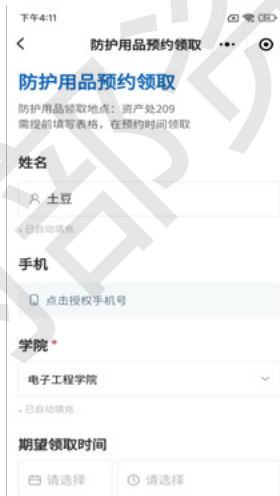 下午4:11
防护用品预约领取
防护用品预约领取
防护用品领取地点：资产处209
需提前填写表格，在预约时间领取
姓名
土豆
已自动填充
手机
点击授权手机号
学院 *
电子工程学院
已自动填充
期望领取时间
请选择 请选择